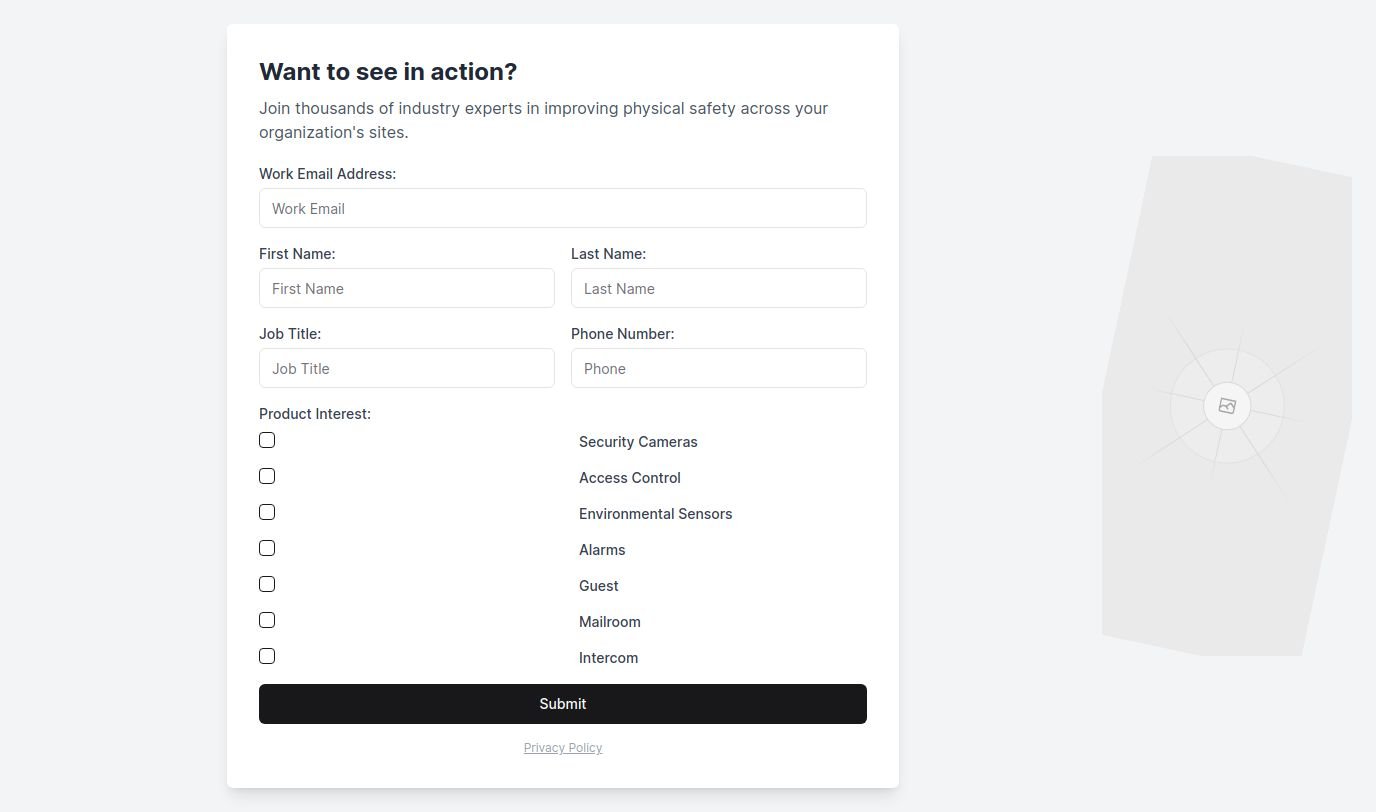 Want to see in action?
Join thousands of industry experts in improving physical safety across your
organization's sites.
Work Email Address:
Work Email
First Name:
Last Name:
First Name
Last Name
Job Title:
Phone Number:
Job Title
Phone
Product Interest:
Security Cameras
Access Control
Environmental Sensors
Alarms
Guest
Mailroom
Intercom
Submit
Privacy Policy